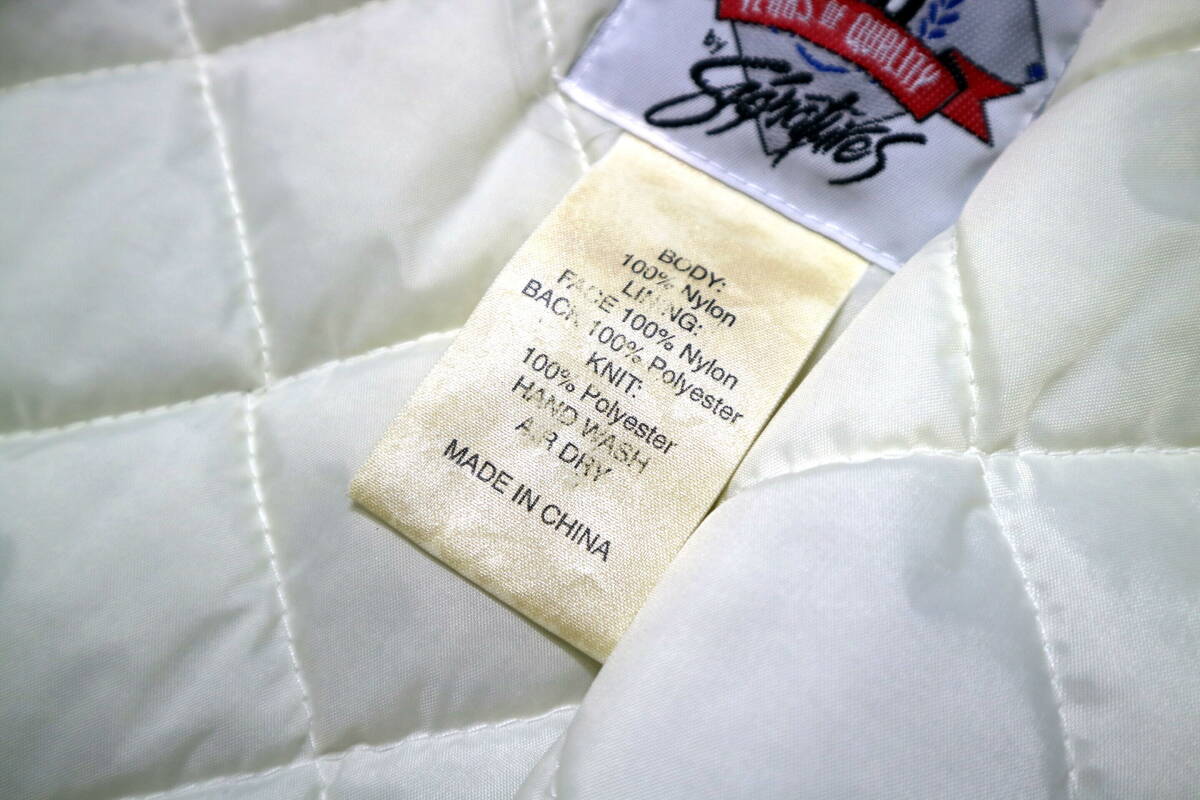 YEARS OF QUALITY
by
Signatures
BODY:
100% Nylon
LINING:
FACE 100% Nylon
BACK 100% Polyester
KNIT:
100% Polyester
HAND WASH
AIR DRY
MADE IN CHINA